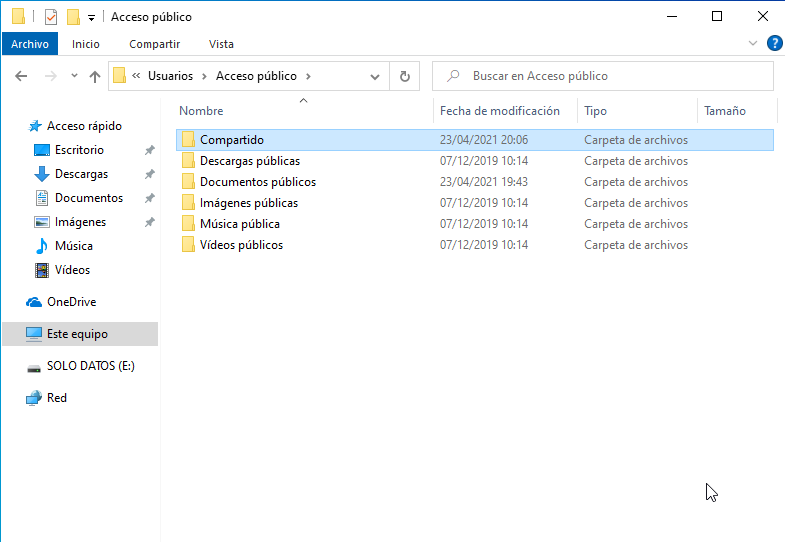 Acceso público
Archivo Inicio Compartir Vista
« Usuarios > Acceso público > Buscar en Acceso público
Nombre Fecha de modificación Tipo Tamaño
Acceso rápido
Escritorio
Descargas
Documentos
Imágenes
Música
Vídeos
OneDrive
Este equipo
SOLO DATOS (E:)
Red
Compartido 23/04/2021 20:06 Carpeta de archivos
Descargas públicas 07/12/2019 10:14 Carpeta de archivos
Documentos públicos 23/04/2021 19:43 Carpeta de archivos
Imágenes públicas 07/12/2019 10:14 Carpeta de archivos
Música pública 07/12/2019 10:14 Carpeta de archivos
Vídeos públicos 07/12/2019 10:14 Carpeta de archivos